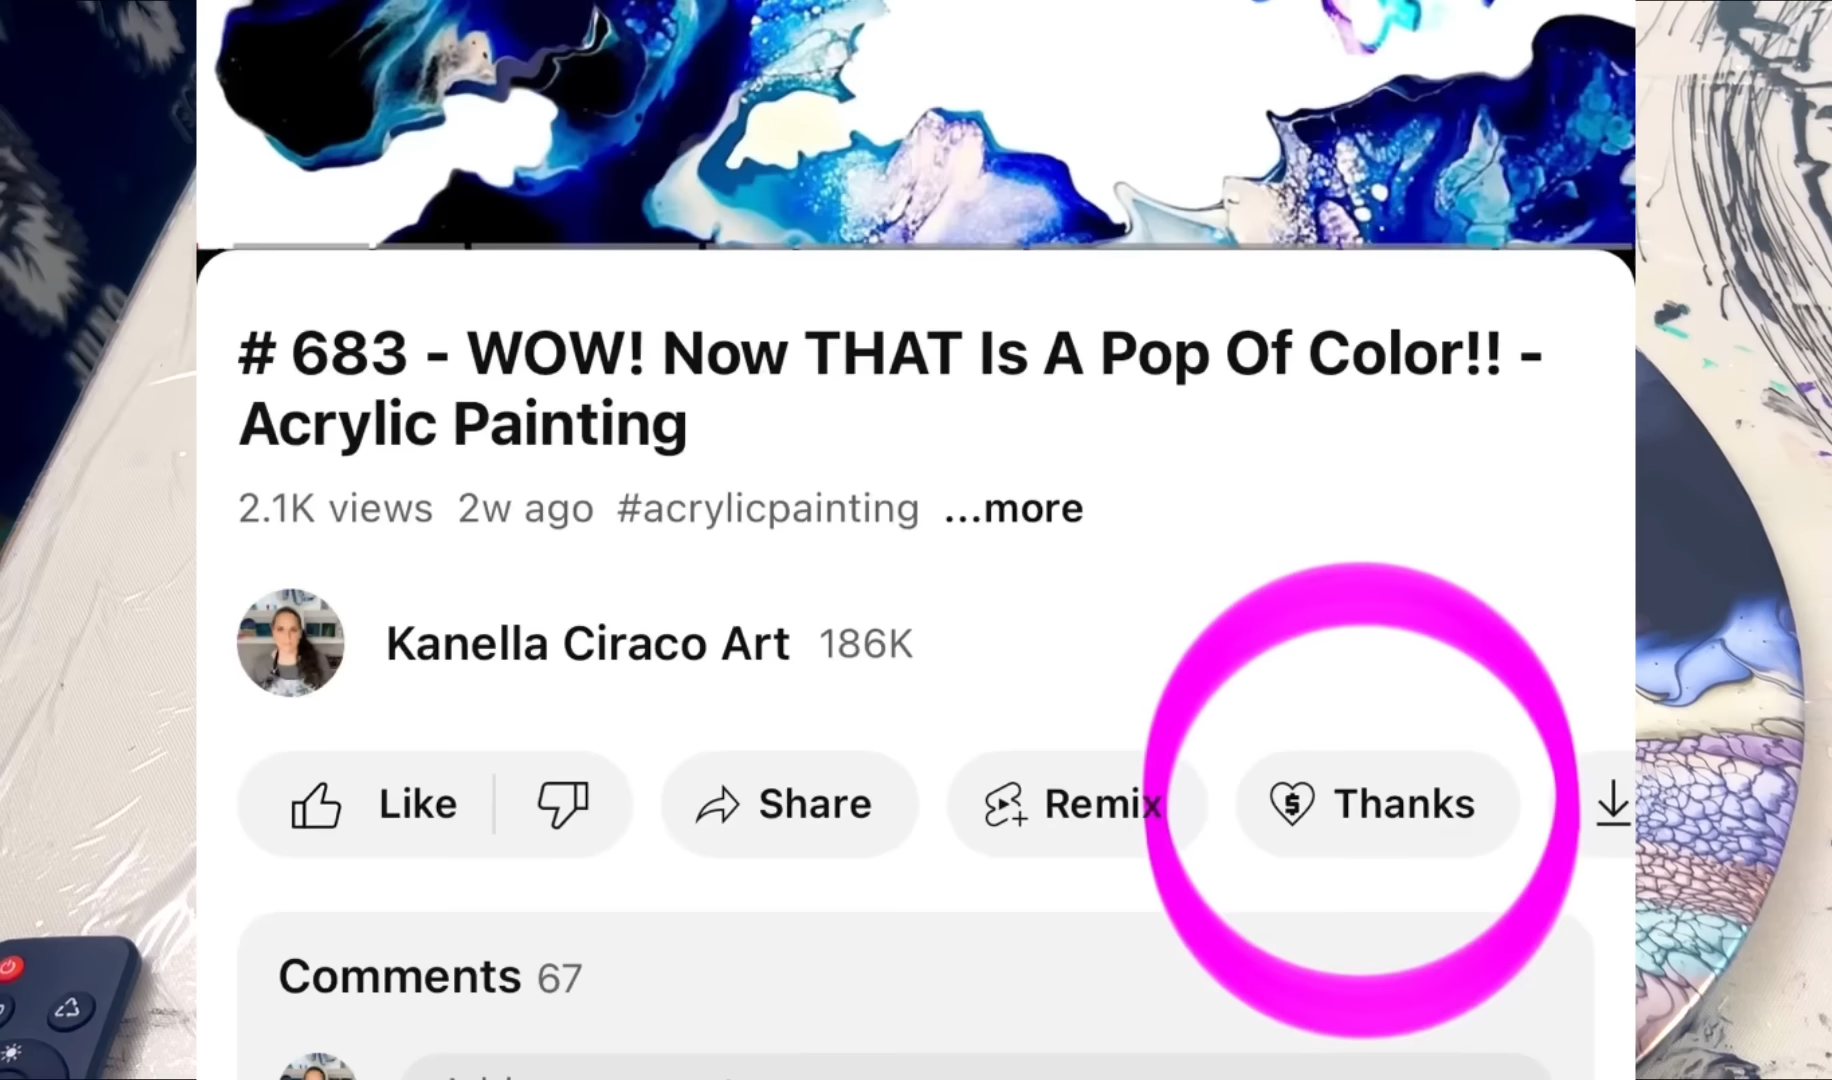 # 683 - WOW! Now THAT Is A Pop Of Color!! -
Acrylic Painting
2.1K views 2w ago #acrylicpainting ...more
Kanella Ciraco Art 186K
Like Share Remix Thanks
Comments 67